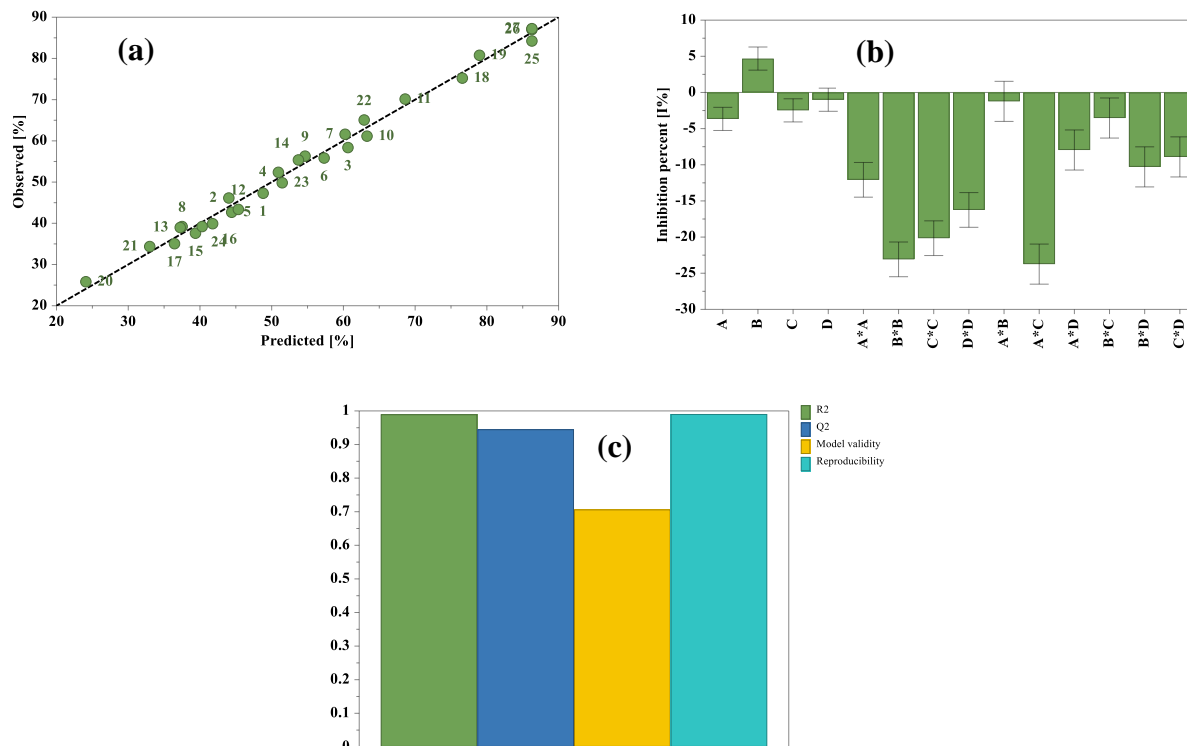 (a)
90
80
70
60
50
40
30
20
Observed [%]
27
26
25
19
18
11
22
10
7
3
9
14
6
4
23
12
2
1
5
8
13
24
16
15
21
17
20
20
30
40
50
60
70
80
90
Predicted [%]
(b)
10
5
0
-5
-10
-15
-20
-25
-30
Inhibition percent [I%]
A
B
C
D
A*A
B*B
C*C
D*D
A*B
A*C
A*D
B*C
B*D
C*D
(c)
1
0.9
0.8
0.7
0.6
0.5
0.4
0.3
0.2
0.1
0
R2
Q2
Model validity
Reproducibility